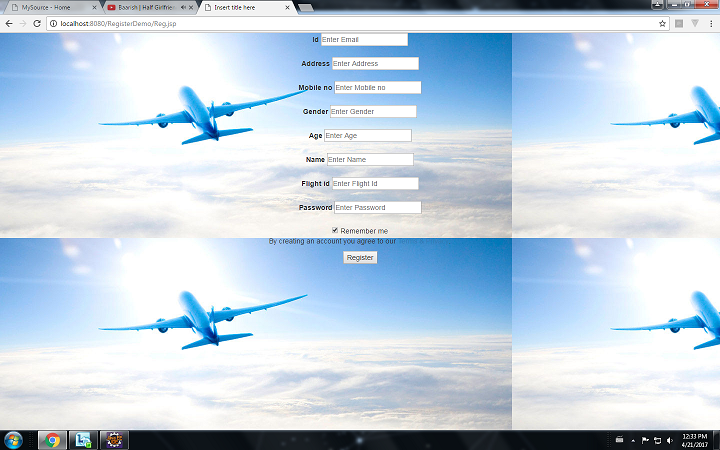 MySource - Home
Baarish | Half Girlfrien
Insert title here
localhost:8080/RegisterDemo/Reg.jsp
Id Enter Email
Address Enter Address
Mobile no Enter Mobile no
Gender Enter Gender
Age Enter Age
Name Enter Name
Flight id Enter Flight Id
Password Enter Password
Remember me
By creating an account you agree to our
Register
12:33 PM
4/21/2017